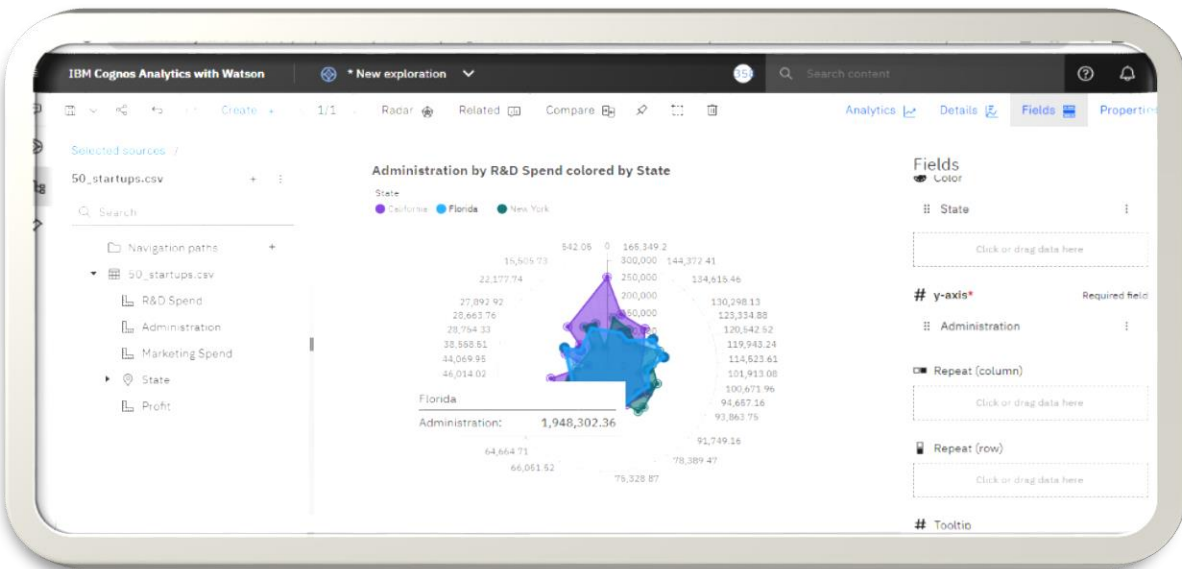 IBM Cognos Analytics with Watson
* New exploration
Search content
Create +
1/1
Radar
Related
Compare
Analytics
Details
Fields
Selected sources /
50_startups.csv
Search
Navigation paths
50_startups.csv
R&D Spend
Administration
Marketing Spend
State
Profit
Administration by R&D Spend colored by State
State
California Florida New York
542.05 0 165,349.2
300,000 144,372.41
22,177.74 250,000 134,615.46
27,892.92 200,000 130,298.13
28,663.76 123,334.88
28,754.33 120,542.52
38,558.51 119,943.24
44,069.95 114,523.61
46,014.02 101,913.08
100,671.96
94,657.16
93,863.75
91,749.16
64,664.71 78,389.47
66,051.52
76,328.87
Florida
Administration: 1,948,302.36
Fields
Color
State
Click or drag data here
# y-axis* Required field
Administration
Repeat (column)
Click or drag data here
Repeat (row)
Click or drag data here
# Tooltip